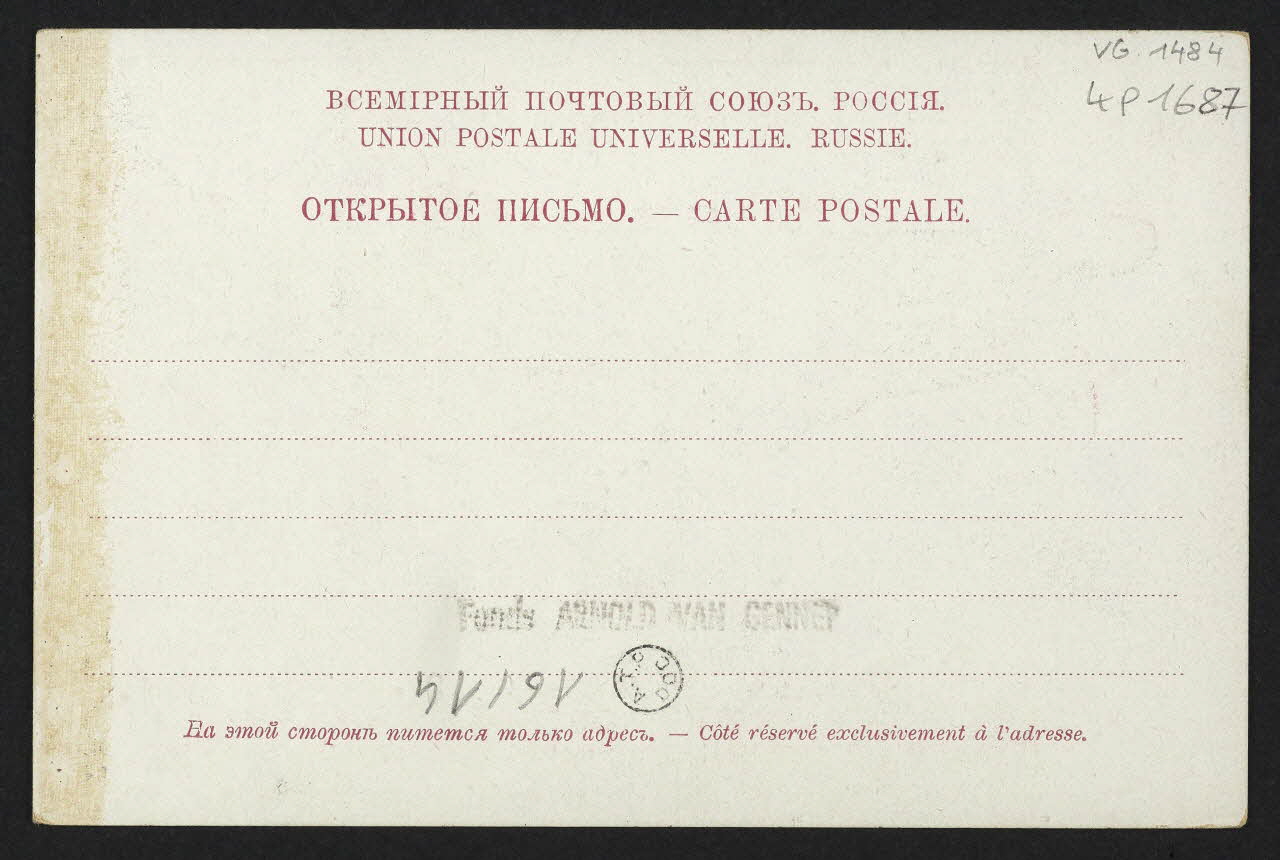 VG. 1484
4P1687
ВСЕМІРНЫЙ ПОЧТОВЫЙ СОЮЗЪ. РОССІЯ.
UNION POSTALE UNIVERSELLE. RUSSIE.
ОТКРЫТОЕ ПИСЬМО. — CARTE POSTALE.
Fonds ARNOLD VAN GENNEP
A.T.P. DOC
На этой сторонѣ пишется только адресъ. — Côté réservé exclusivement à l'adresse.